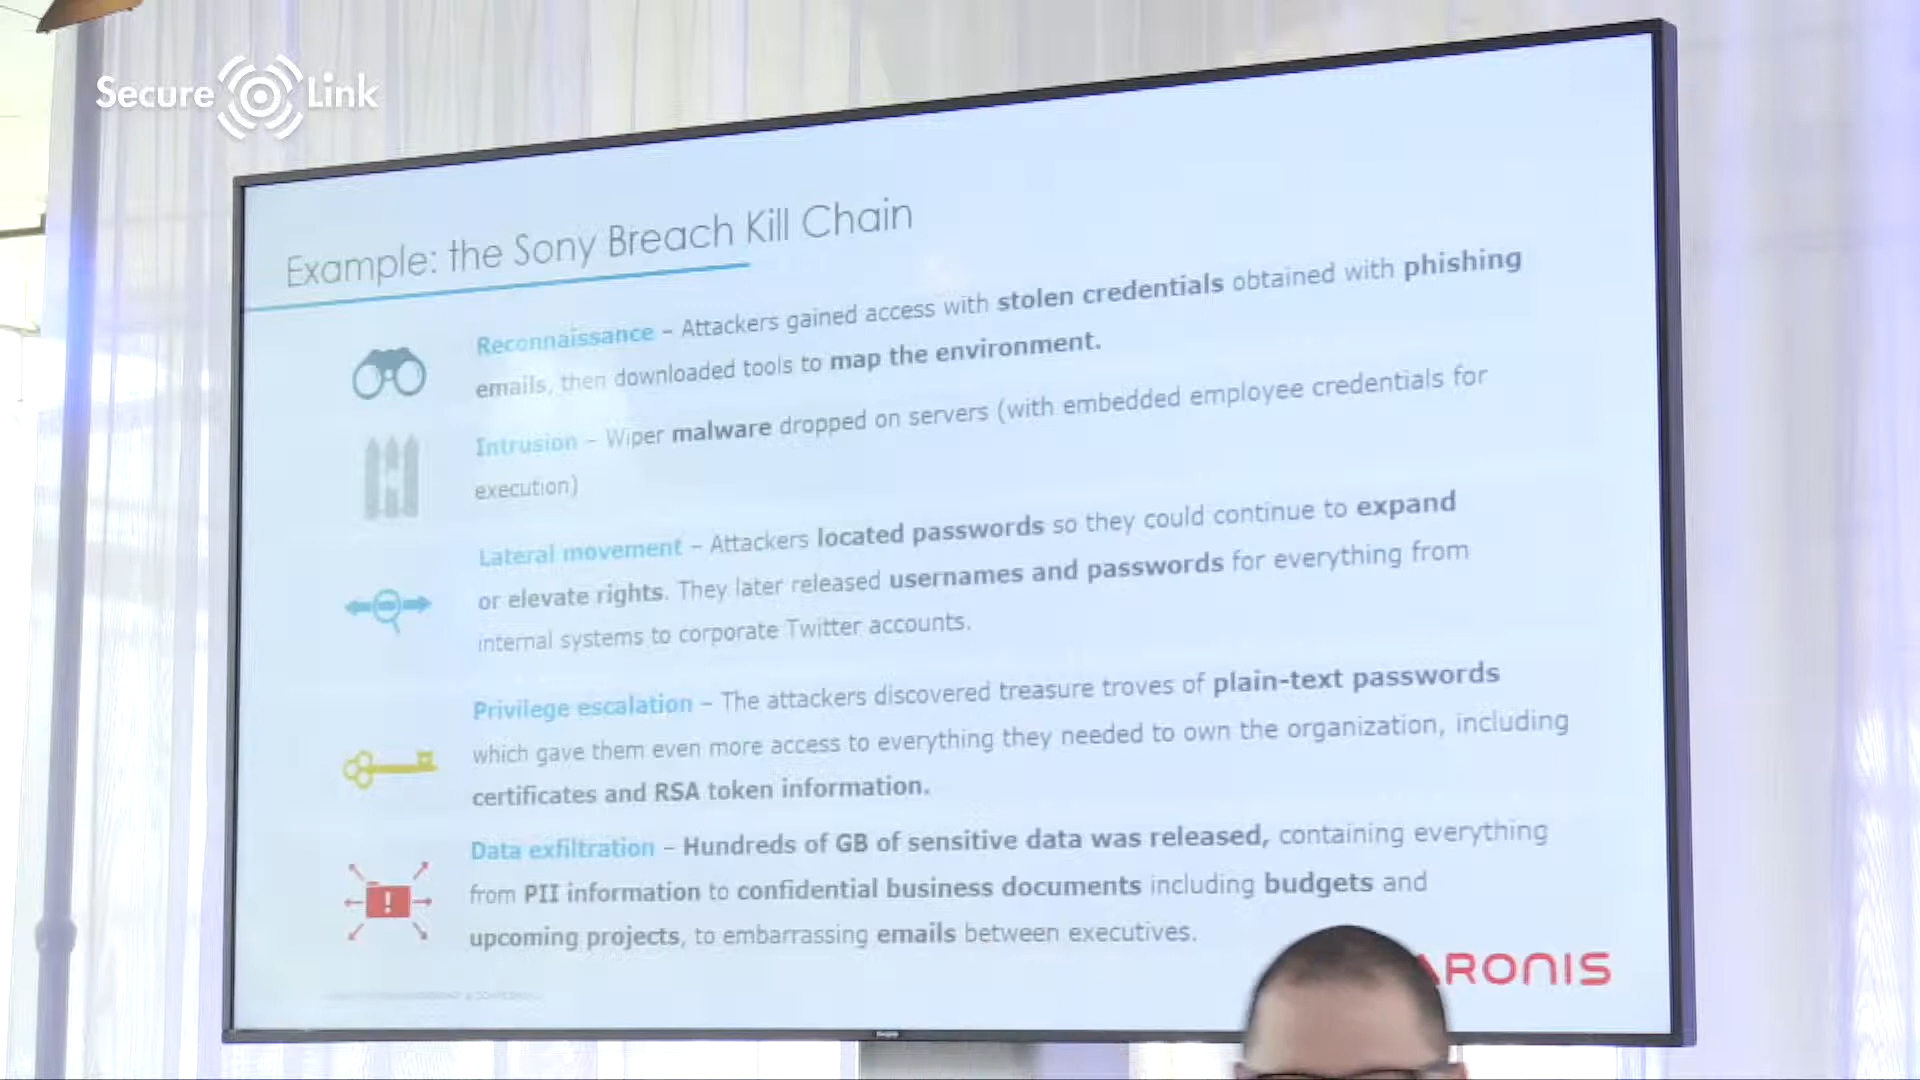 Secure Link
Example: the Sony Breach Kill Chain
Reconnaissance – Attackers gained access with stolen credentials obtained with phishing
emails, then downloaded tools to map the environment.
Intrusion – Wiper malware dropped on servers (with embedded employee credentials for
execution)
Lateral movement – Attackers located passwords so they could continue to expand
or elevate rights. They later released usernames and passwords for everything from
internal systems to corporate Twitter accounts.
Privilege escalation – The attackers discovered treasure troves of plain-text passwords
which gave them even more access to everything they needed to own the organization, including
certificates and RSA token information.
Data exfiltration – Hundreds of GB of sensitive data was released, containing everything
from PII information to confidential business documents including budgets and
upcoming projects, to embarrassing emails between executives.
ARONIS